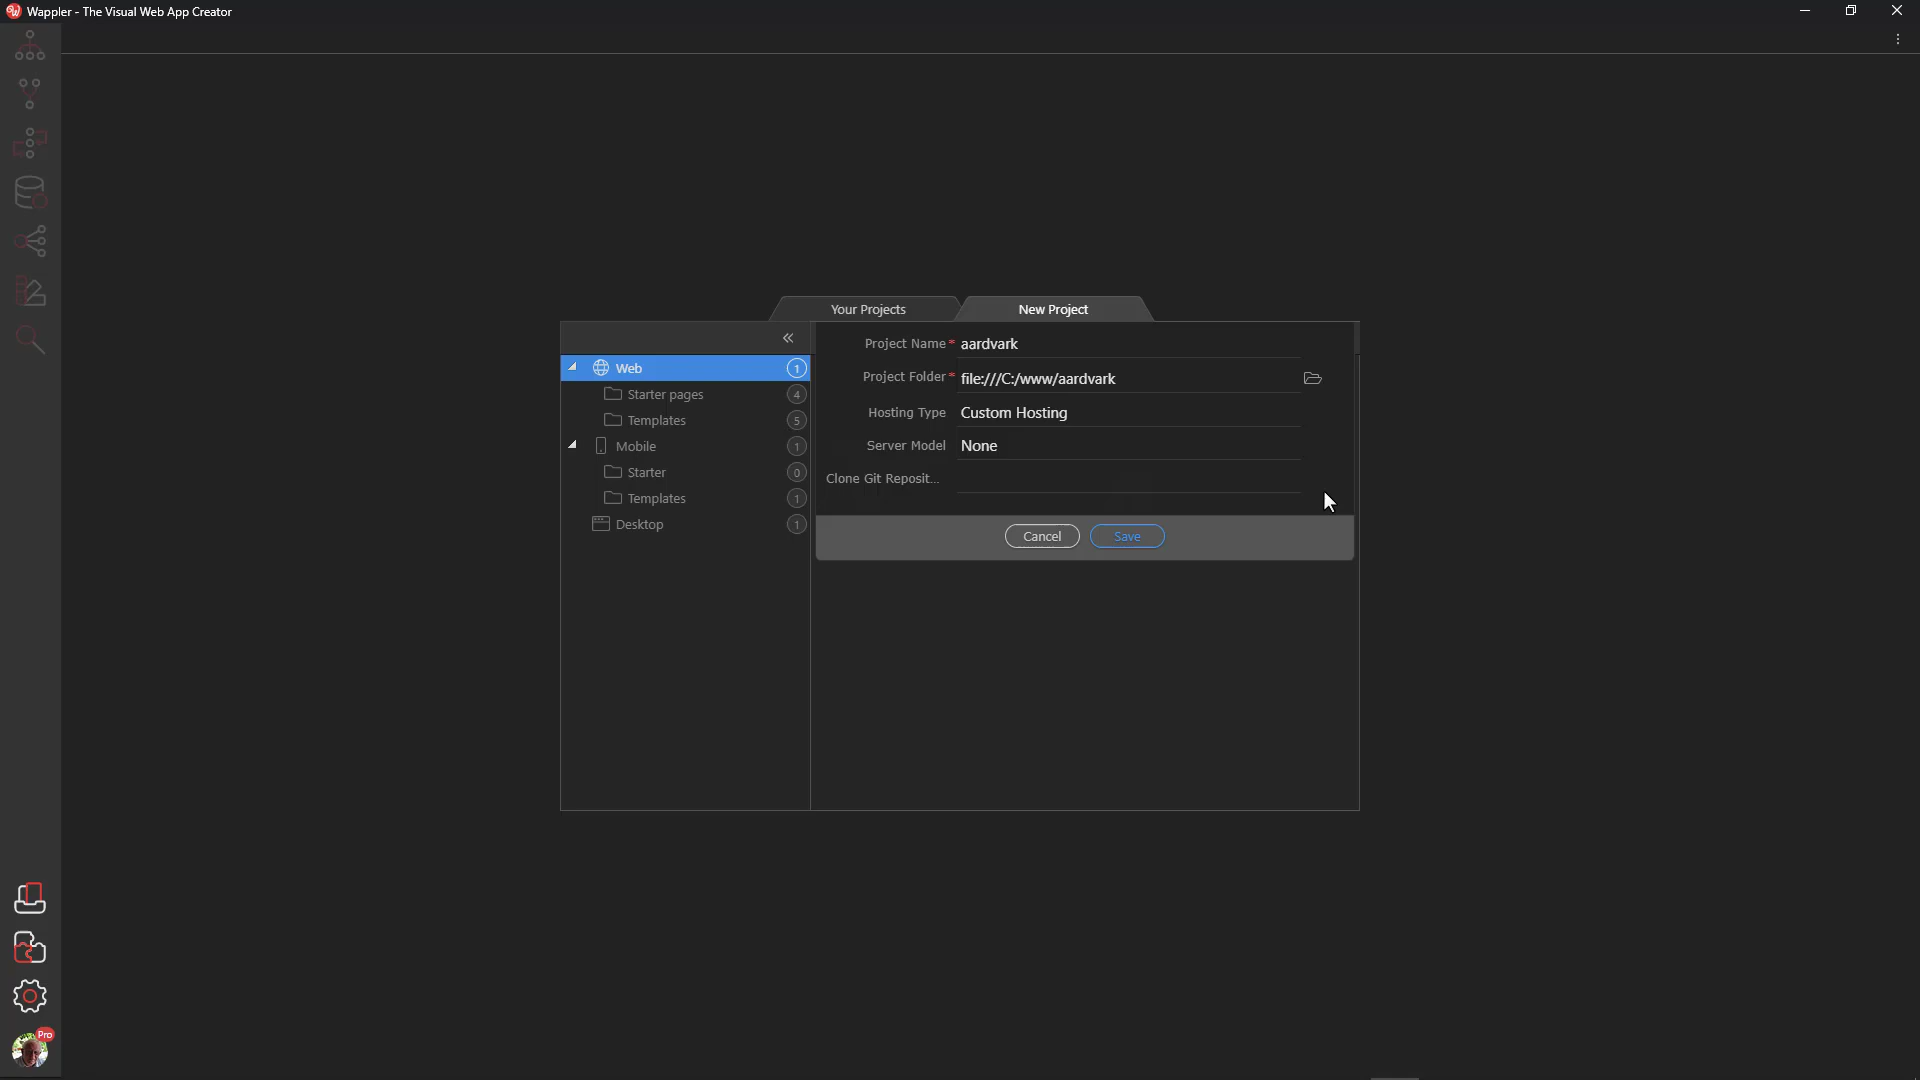 Wappler - The Visual Web App Creator
Your Projects
New Project
Web 1
Starter pages 4
Templates 5
Mobile 1
Starter 0
Templates 1
Desktop 1
Project Name * aardvark
Project Folder * file:///C:/www/aardvark
Hosting Type Custom Hosting
Server Model None
Clone Git Reposit...
Cancel
Save
Pro